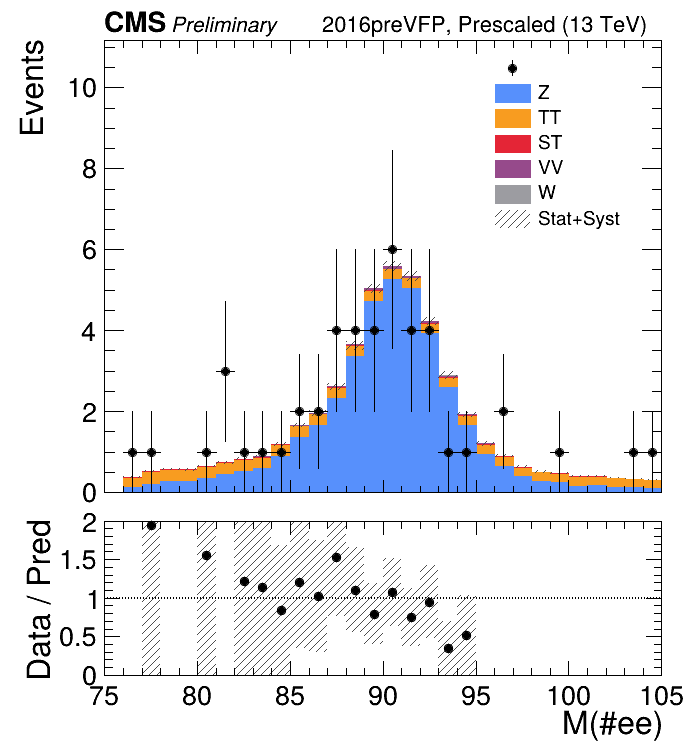 CMS Preliminary 2016preVFP, Prescaled (13 TeV)
Events
10
8
6
4
2
0
Z
TT
ST
VV
W
Stat+Syst
Data / Pred
2
1.5
1
0.5
0
75 80 85 90 95 100 105
M(#ee)